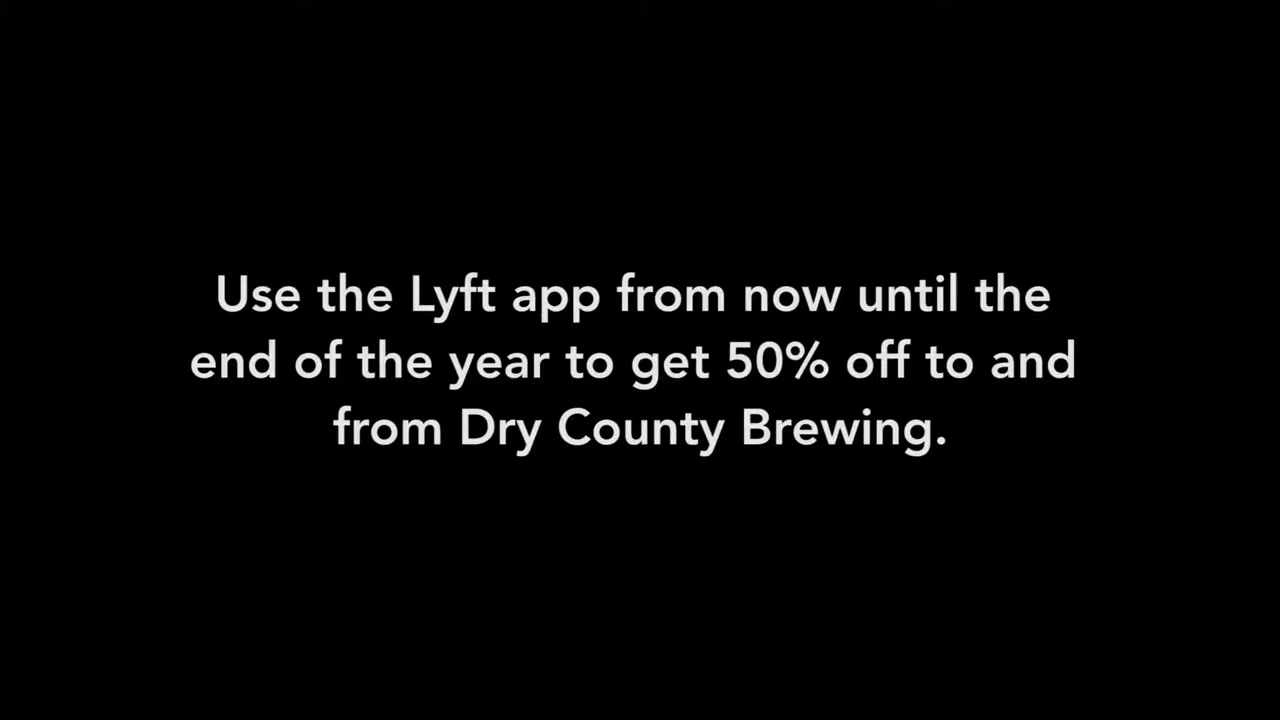 Use the Lyft app from now until the
end of the year to get 50% off to and
from Dry County Brewing.